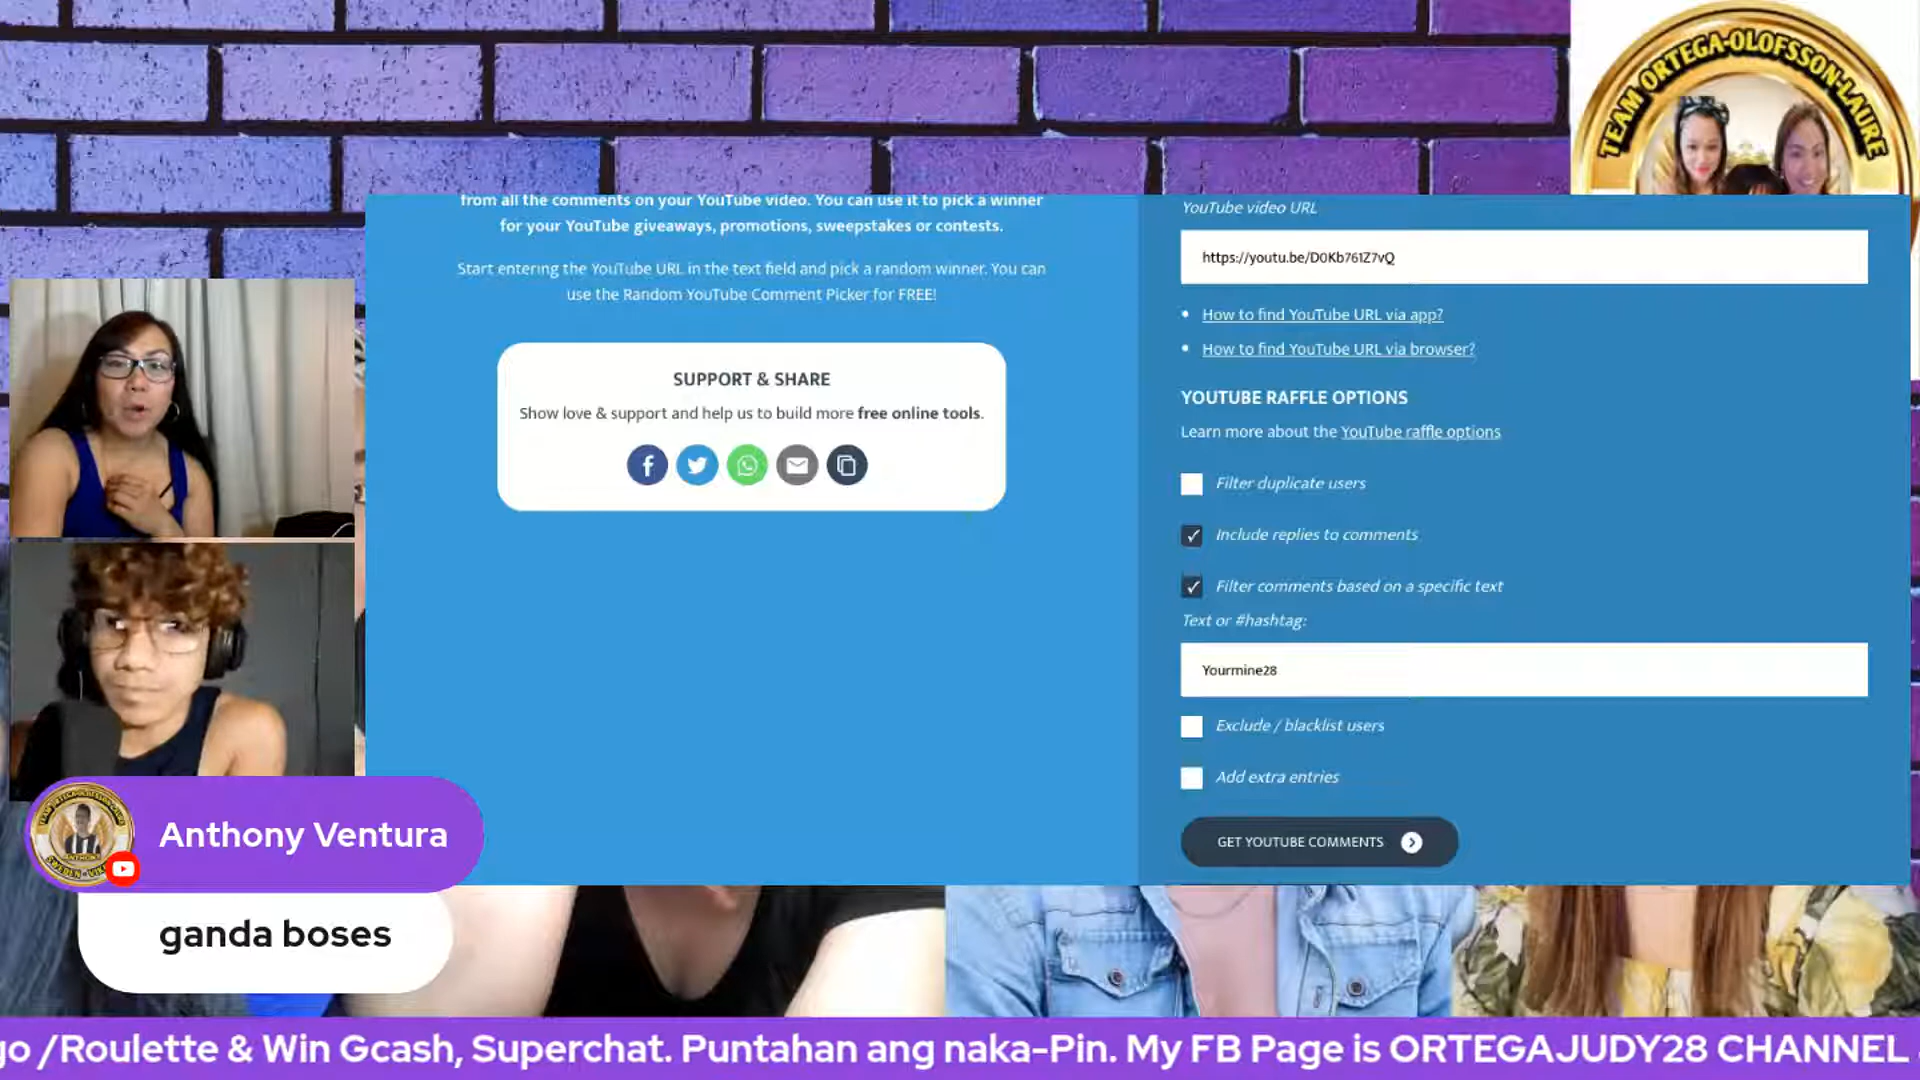 TEAM ORTEGA-OLOFSSON-LAURE
from all the comments on your YouTube video. You can use it to pick a winner
for your YouTube giveaways, promotions, sweepstakes or contests.
Start entering the YouTube URL in the text field and pick a random winner. You can
use the Random YouTube Comment Picker for FREE!
SUPPORT & SHARE
Show love & support and help us to build more free online tools.
YouTube video URL
https://youtu.be/D0Kb761Z7vQ
How to find YouTube URL via app?
How to find YouTube URL via browser?
YOUTUBE RAFFLE OPTIONS
Learn more about the YouTube raffle options
Filter duplicate users
Include replies to comments
Filter comments based on a specific text
Text or #hashtag:
Yourmine28
Exclude / blacklist users
Add extra entries
GET YOUTUBE COMMENTS
Anthony Ventura
ganda boses
go /Roulette & Win Gcash, Superchat. Puntahan ang naka-Pin. My FB Page is ORTEGAJUDY28 CHANNEL